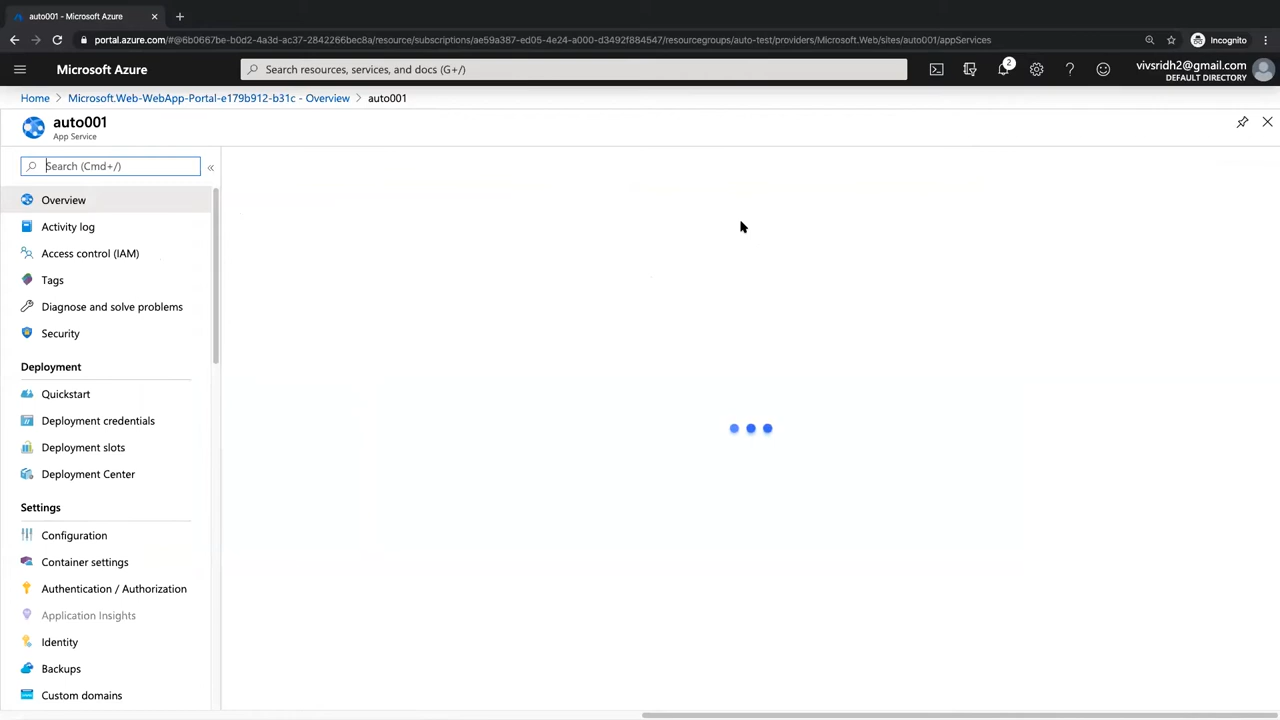 auto001 - Microsoft Azure
portal.azure.com/#@6b0667be-b0d2-4a3d-ac37-2842266bec8a/resource/subscriptions/ae59a387-ed05-4e24-a000-d3492f884547/resourcegroups/auto-test/providers/Microsoft.Web/sites/auto001/appServices
Incognito
Microsoft Azure
Search resources, services, and docs (G+/)
2
vivsridh2@gmail.com
DEFAULT DIRECTORY
Home > Microsoft.Web-WebApp-Portal-e179b912-b31c - Overview > auto001
auto001
App Service
Search (Cmd+/)
«
Overview
Activity log
Access control (IAM)
Tags
Diagnose and solve problems
Security
Deployment
Quickstart
Deployment credentials
Deployment slots
Deployment Center
Settings
Configuration
Container settings
Authentication / Authorization
Application Insights
Identity
Backups
Custom domains